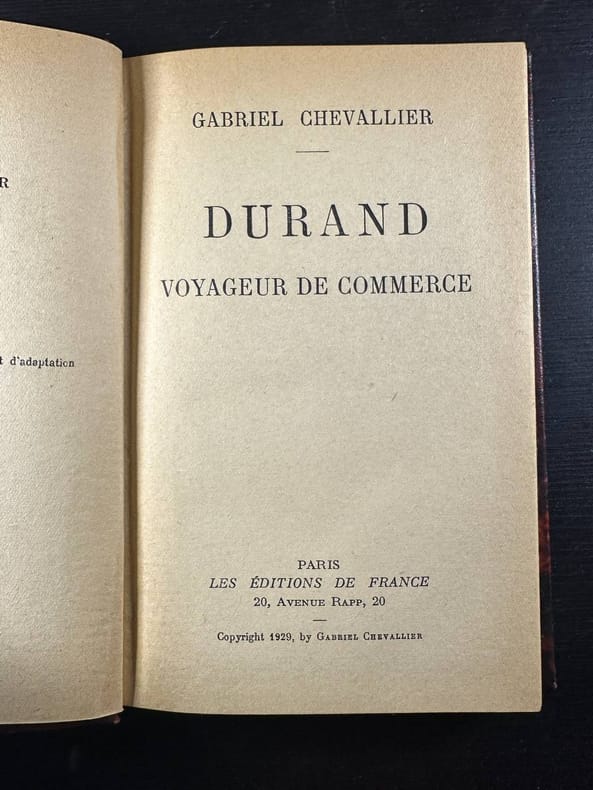 R
t d'adaptation
GABRIEL CHEVALLIER
DURAND
VOYAGEUR DE COMMERCE
PARIS
LES ÉDITIONS DE FRANCE
20, AVENUE RAPP, 20
Copyright 1929, by GABRIEL CHEVALLIER